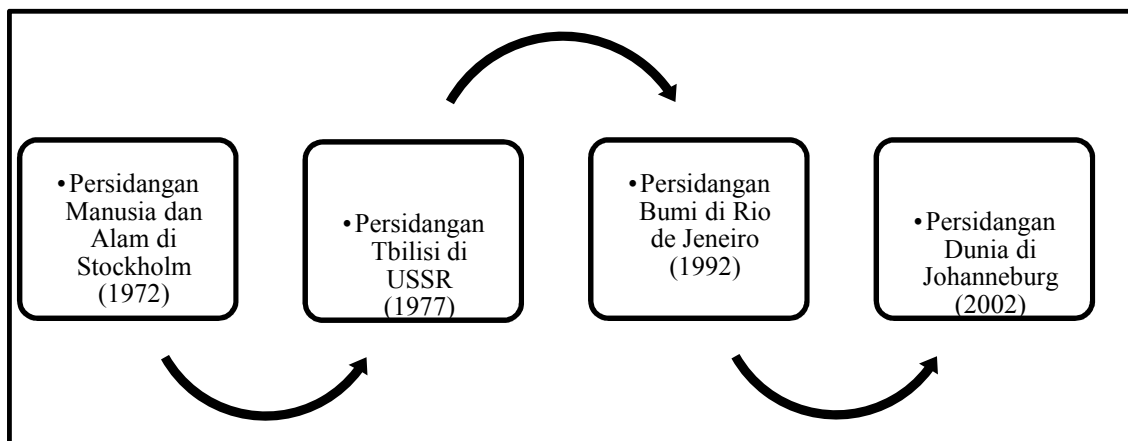 •Persidangan
Manusia dan
Alam di
Stockholm
(1972)
•Persidangan
Tbilisi di
USSR
(1977)
•Persidangan
Bumi di Rio
de Jeneiro
(1992)
•Persidangan
Dunia di
Johanneburg
(2002)